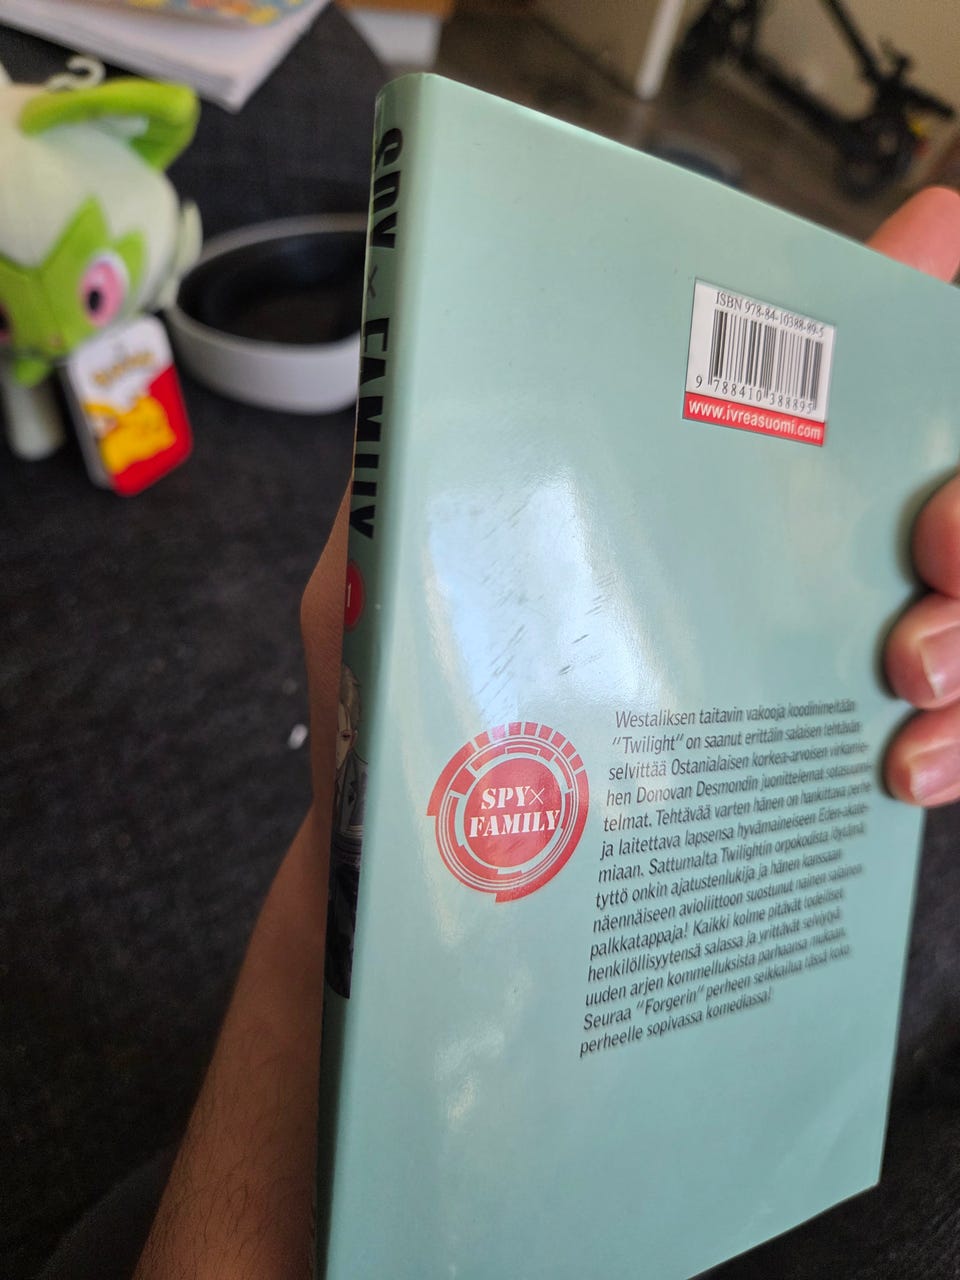 SPY × FAMILY
1
ISBN 978-84-10388-89-5
9 788410 388895
www.ivreasuomi.com
SPY×
FAMILY
Westaliksen taitavin vakooja koodinimeltään
"Twilight" on saanut erittäin salaisen tehtävän
selvittää Ostanialaisen korkea-arvoisen virkamie-
hen Donovan Desmondin juonittelemat sotasuunni-
telmat. Tehtävää varten hänen on hankittava perhe
ja laitettava lapsensa hyvämaineiseen Eden-akate-
miaan. Sattumalta Twilightin orpokodista löytämä
tyttö onkin ajatustenlukija ja hänen kanssaan
näennäiseen avioliittoon suostunut nainen salainen
palkkatappaja! Kaikki kolme pitävät todelliset
henkilöllisyytensä salassa ja yrittävät selviytyä
uuden arjen kommelluksista parhaansa mukaan.
Seuraa "Forgerin" perheen seikkailua tässä koko
perheelle sopivassa komediassa!